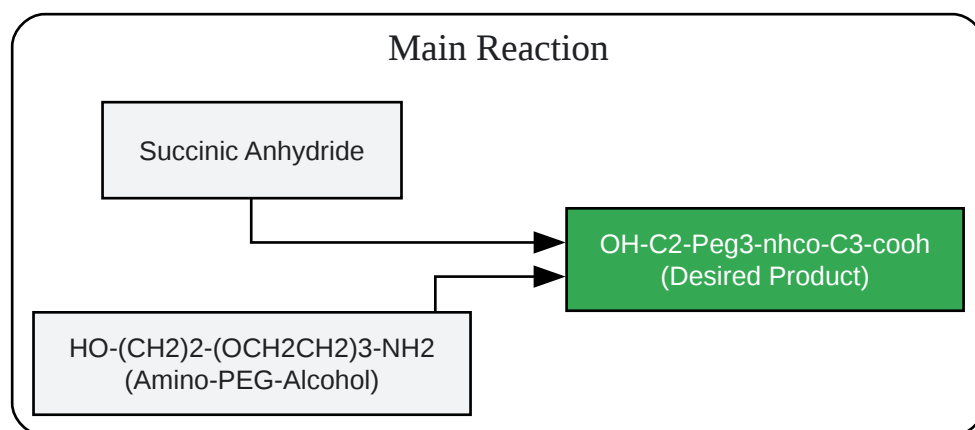 Main Reaction
Succinic Anhydride
OH-C2-Peg3-nhco-C3-cooh
(Desired Product)
HO-(CH2)2-(OCH2CH2)3-NH2
(Amino-PEG-Alcohol)